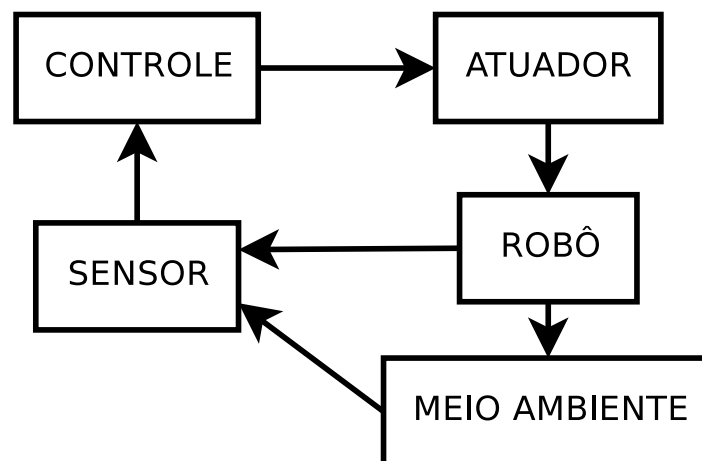 CONTROLE
ATUADOR
ROBÔ
SENSOR
MEIO AMBIENTE